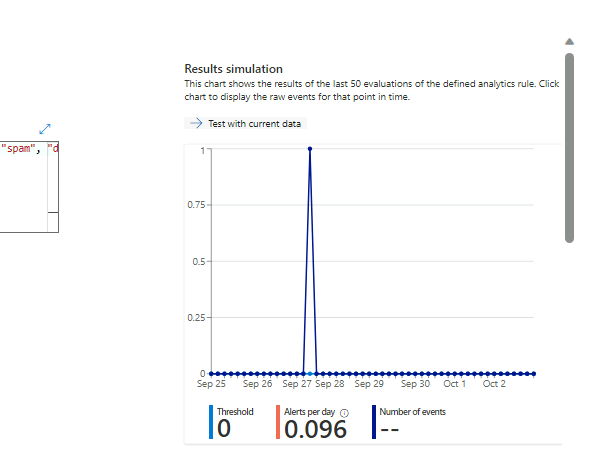 Results simulation
This chart shows the results of the last 50 evaluations of the defined analytics rule. Click
chart to display the raw events for that point in time.
"spam", "d
Test with current data
1
0.75
0.5
0.25
0
Sep 25 Sep 26 Sep 27 Sep 28 Sep 29 Sep 30 Oct 1 Oct 2
Threshold Alerts per day Number of events
0 0.096 --